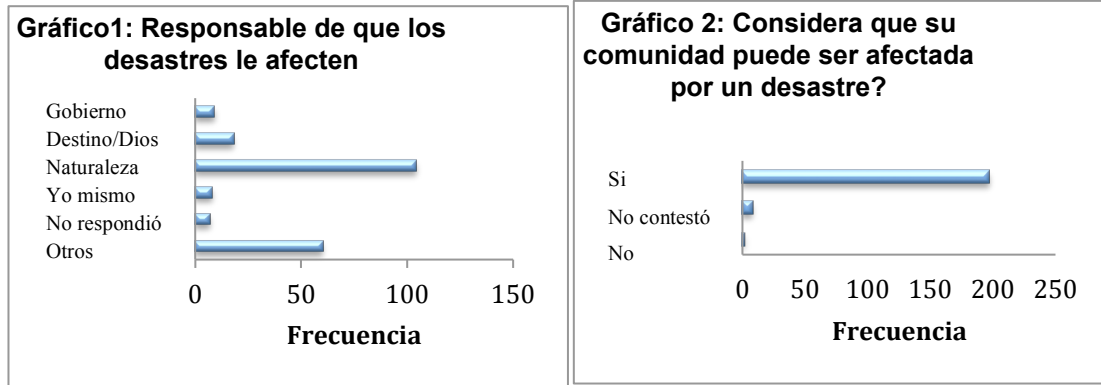 Gráfico1: Responsable de que los
desastres le afecten
Gobierno
Destino/Dios
Naturaleza
Yo mismo
No respondió
Otros
0 50 100 150
Frecuencia
Gráfico 2: Considera que su
comunidad puede ser afectada
por un desastre?
Si
No contestó
No
0 50 100 150 200 250
Frecuencia